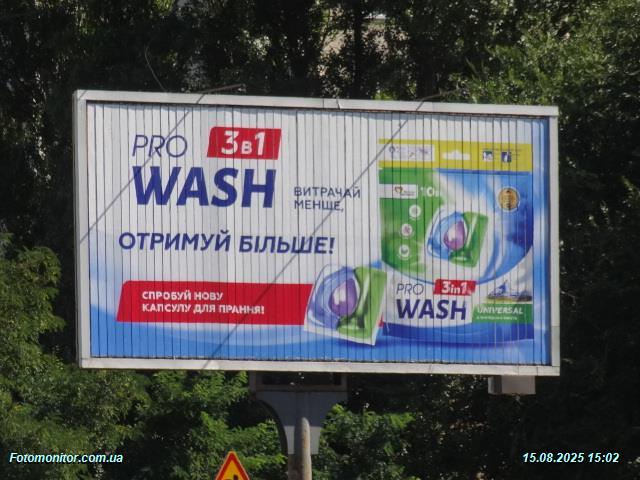 PRO
3в1
WASH
ВИТРАЧАЙ
МЕНШЕ,
ОТРИМУЙ БІЛЬШЕ!
СПРОБУЙ НОВУ
КАПСУЛУ ДЛЯ ПРАННЯ!
PRO
3in1
WASH
UNIVERSAL
Fotomonitor.com.ua
15.08.2025 15:02